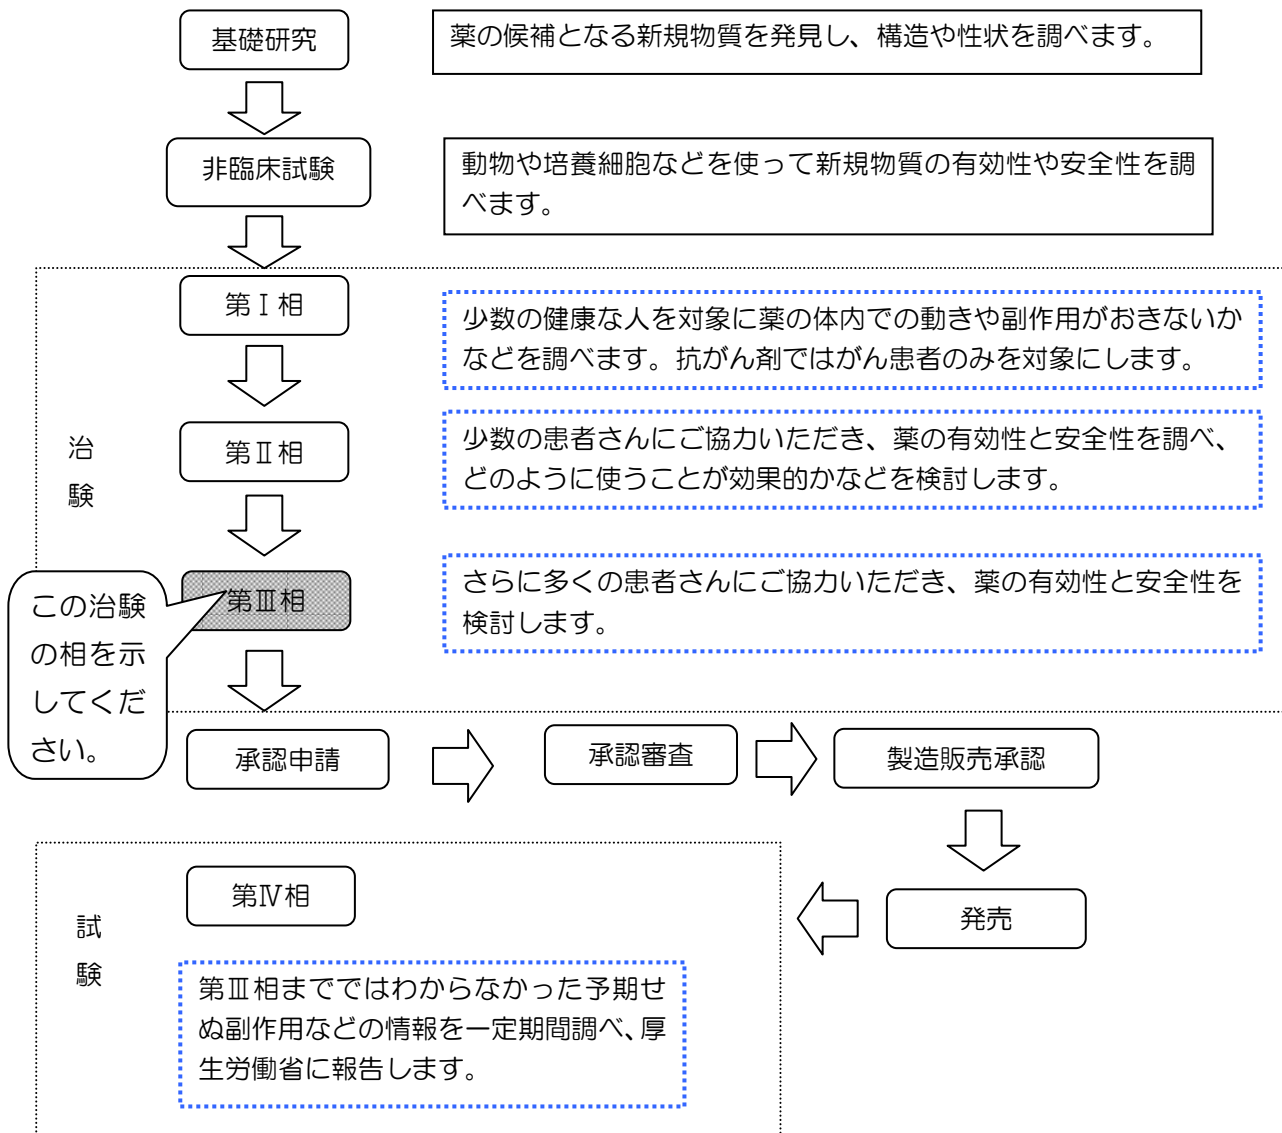 基礎研究
薬の候補となる新規物質を発見し、構造や性状を調べます。
非臨床試験
動物や培養細胞などを使って新規物質の有効性や安全性を調
べます。
治
験
第Ⅰ相
少数の健康な人を対象に薬の体内での動きや副作用がおきないか
などを調べます。抗がん剤ではがん患者のみを対象にします。
第Ⅱ相
少数の患者さんにご協力いただき、薬の有効性と安全性を調べ、
どのように使うことが効果的かなどを検討します。
第Ⅲ相
さらに多くの患者さんにご協力いただき、薬の有効性と安全性を
検討します。
この治験
の相を示
してくだ
さい。
承認申請
承認審査
製造販売承認
発売
試
験
第Ⅳ相
第Ⅲ相までではわからなかった予期せ
ぬ副作用などの情報を一定期間調べ、厚
生労働省に報告します。